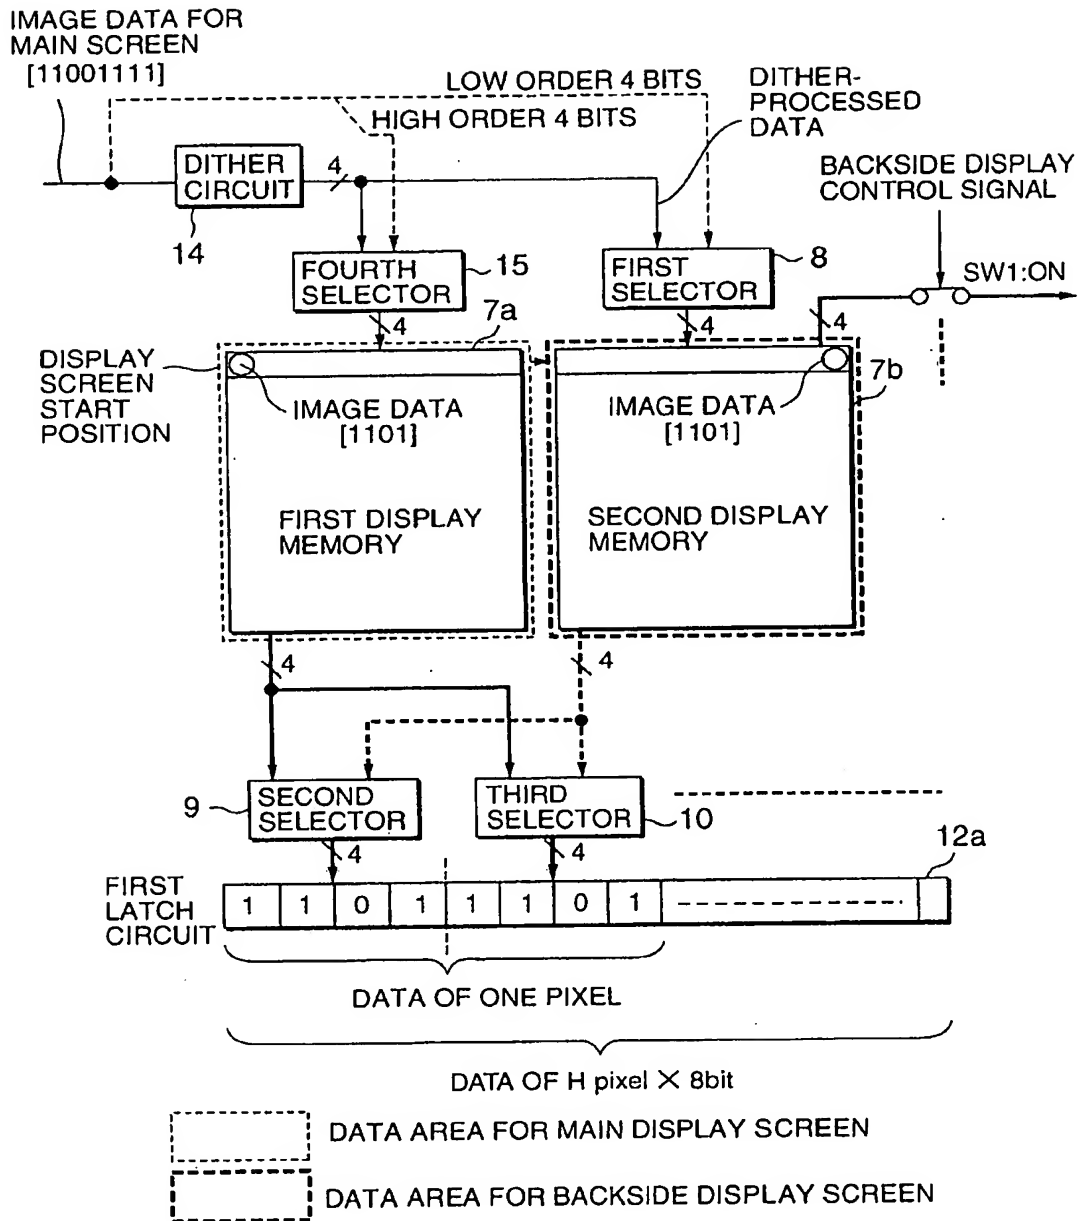 IMAGE DATA FOR
MAIN SCREEN
[11001111]
LOW ORDER 4 BITS
HIGH ORDER 4 BITS
DITHER-
PROCESSED
DATA
BACKSIDE DISPLAY
CONTROL SIGNAL
DITHER
CIRCUIT
4
14
FOURTH
SELECTOR
15
FIRST
SELECTOR
8
SW1:ON
4
7a
4
4
DISPLAY
SCREEN
START
POSITION
7b
IMAGE DATA
[1101]
IMAGE DATA
[1101]
FIRST DISPLAY
MEMORY
SECOND DISPLAY
MEMORY
4
4
9
SECOND
SELECTOR
THIRD
SELECTOR
10
4
4
12a
FIRST
LATCH
CIRCUIT
1 1 0 1 1 1 0 1
DATA OF ONE PIXEL
DATA OF H pixel X 8bit
DATA AREA FOR MAIN DISPLAY SCREEN
DATA AREA FOR BACKSIDE DISPLAY SCREEN